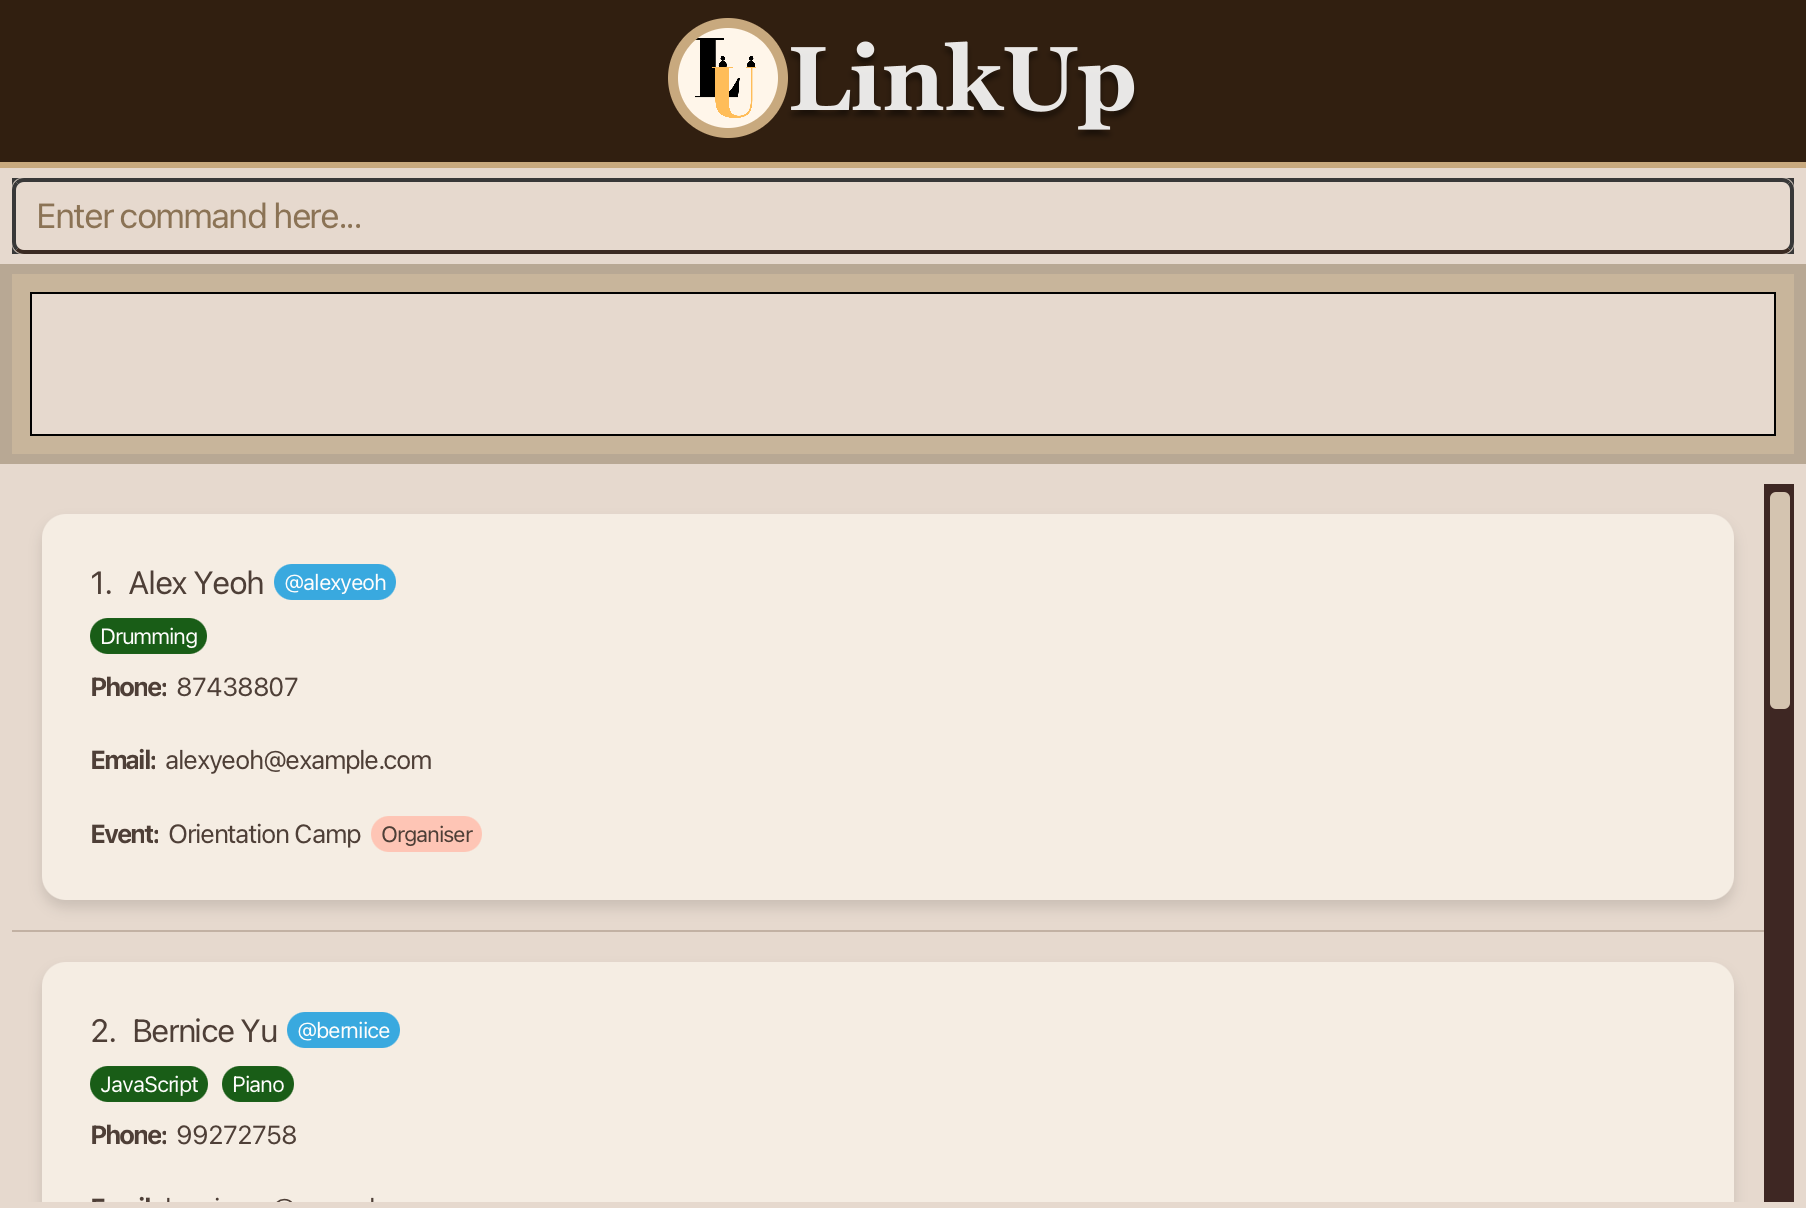 LU LinkUp
Enter command here...
1. Alex Yeoh @alexyeoh
Drumming
Phone: 87438807
Email: alexyeoh@example.com
Event: Orientation Camp Organiser
2. Bernice Yu @berniice
JavaScript Piano
Phone: 99272758